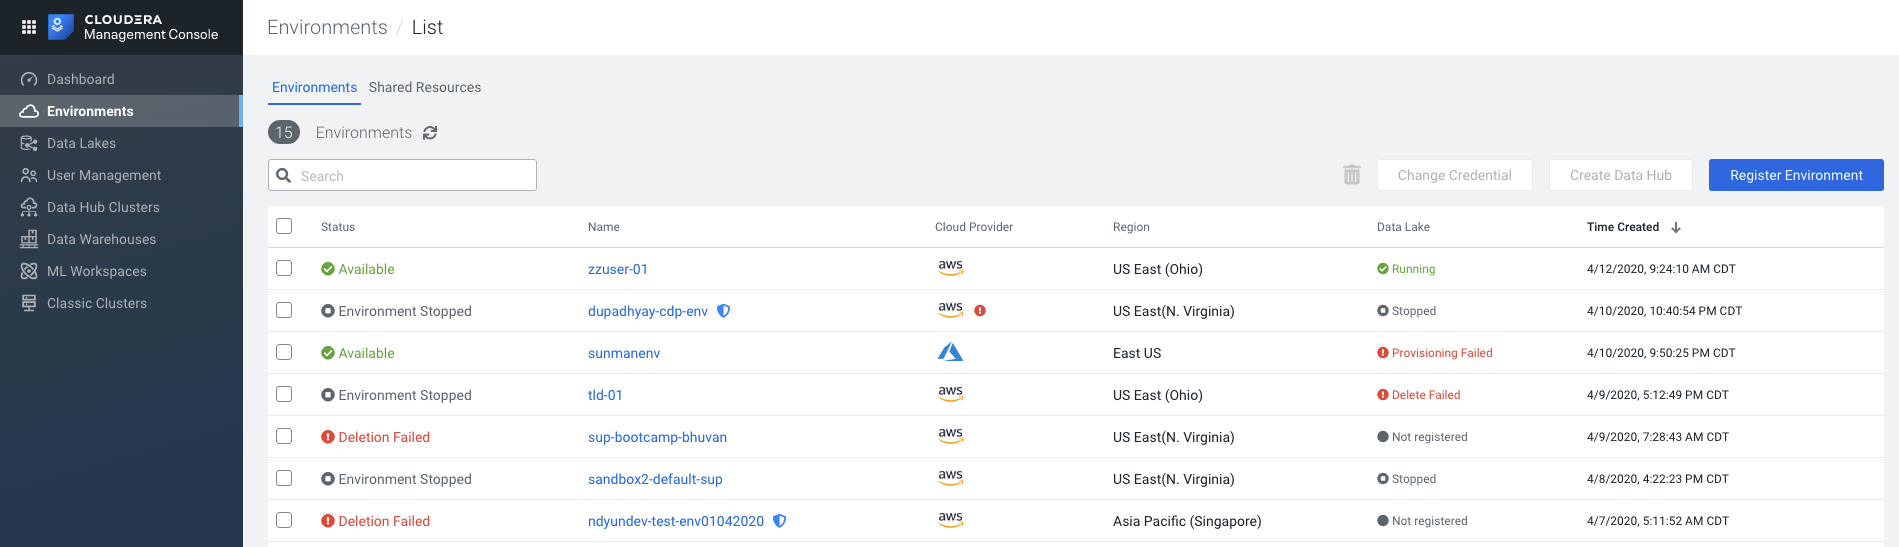 CLOUDERA
Management Console
Environments / List
Dashboard
Environments
Data Lakes
User Management
Data Hub Clusters
Data Warehouses
ML Workspaces
Classic Clusters
Environments Shared Resources
15 Environments
Search Change Credential Create Data Hub Register Environment
Status Name Cloud Provider Region Data Lake Time Created
Available zzuser-01 aws US East (Ohio) Running 4/12/2020, 9:24:10 AM CDT
Environment Stopped dupadhyay-cdp-env aws US East(N. Virginia) Stopped 4/10/2020, 10:40:54 PM CDT
Available sunmanenv East US Provisioning Failed 4/10/2020, 9:50:25 PM CDT
Environment Stopped tld-01 aws US East (Ohio) Delete Failed 4/9/2020, 5:12:49 PM CDT
Deletion Failed sup-bootcamp-bhuvan aws US East(N. Virginia) Not registered 4/9/2020, 7:28:43 AM CDT
Environment Stopped sandbox2-default-sup aws US East(N. Virginia) Stopped 4/8/2020, 4:22:23 PM CDT
Deletion Failed ndyundev-test-env01042020 aws Asia Pacific (Singapore) Not registered 4/7/2020, 5:11:52 AM CDT